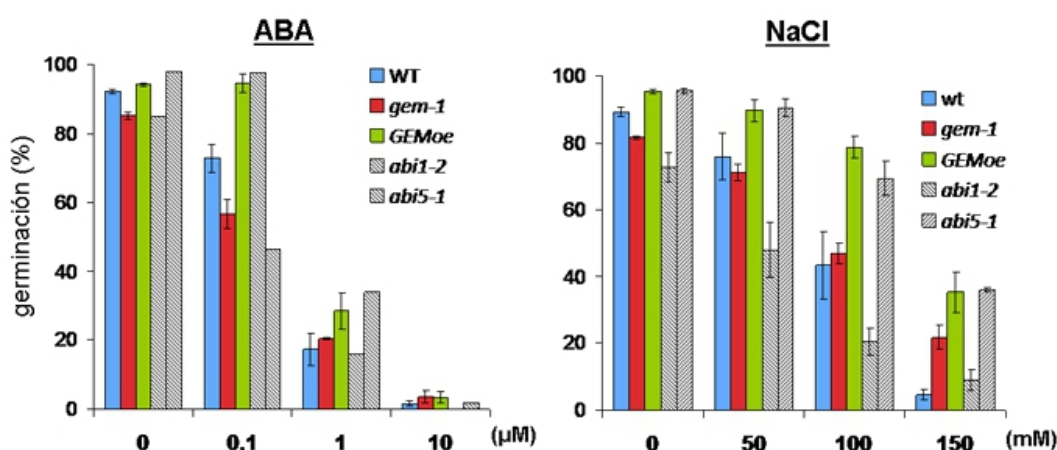 ABA
NaCl
germinación (%)
100
80
60
40
20
0
WT
gem-1
GEMoe
abi1-2
abi5-1
0
0.1
1
10
(µM)
100
80
60
40
20
0
wt
gem-1
GEMoe
abi1-2
abi5-1
0
50
100
150
(mM)